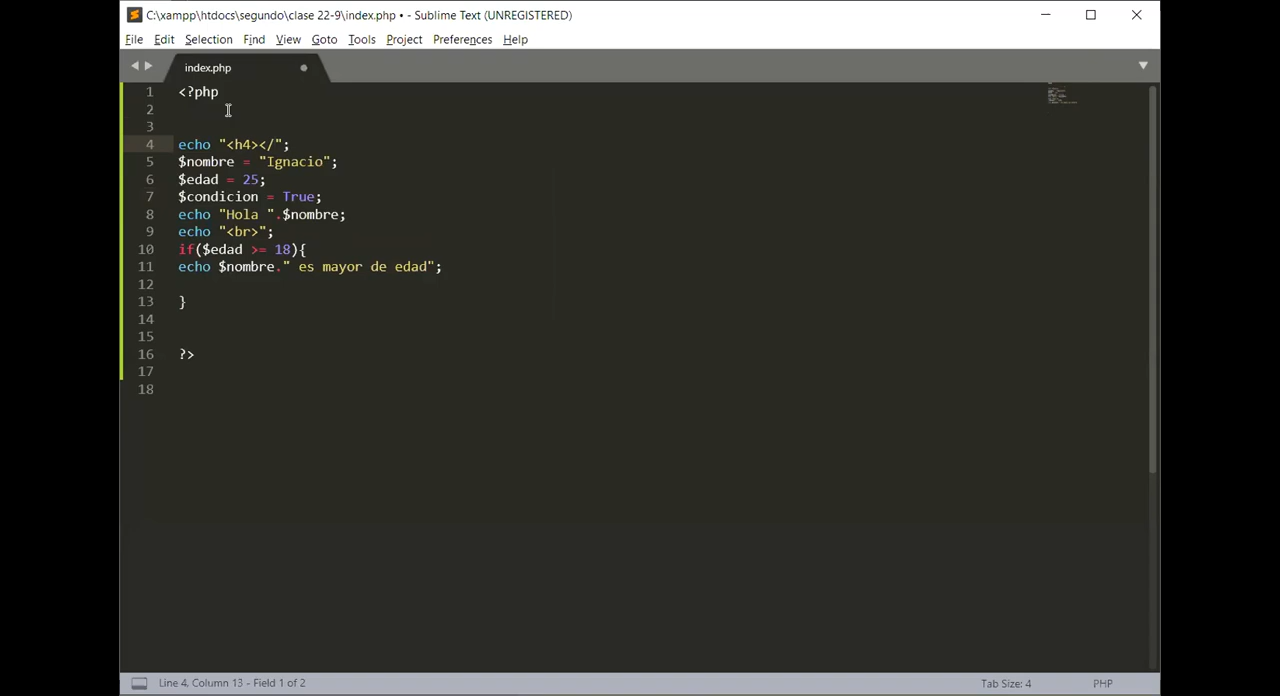 C:\xampp\htdocs\segundo\clase 22-9\index.php • - Sublime Text (UNREGISTERED)
File Edit Selection Find View Goto Tools Project Preferences Help
index.php
1 <?php
2
3
4 echo "<h4></";
5 $nombre = "Ignacio";
6 $edad = 25;
7 $condicion = True;
8 echo "Hola ".$nombre;
9 echo "<br>";
10 if($edad >= 18){
11 echo $nombre." es mayor de edad";
12
13 }
14
15
16 ?>
17
18
Line 4, Column 13 - Field 1 of 2 Tab Size: 4 PHP